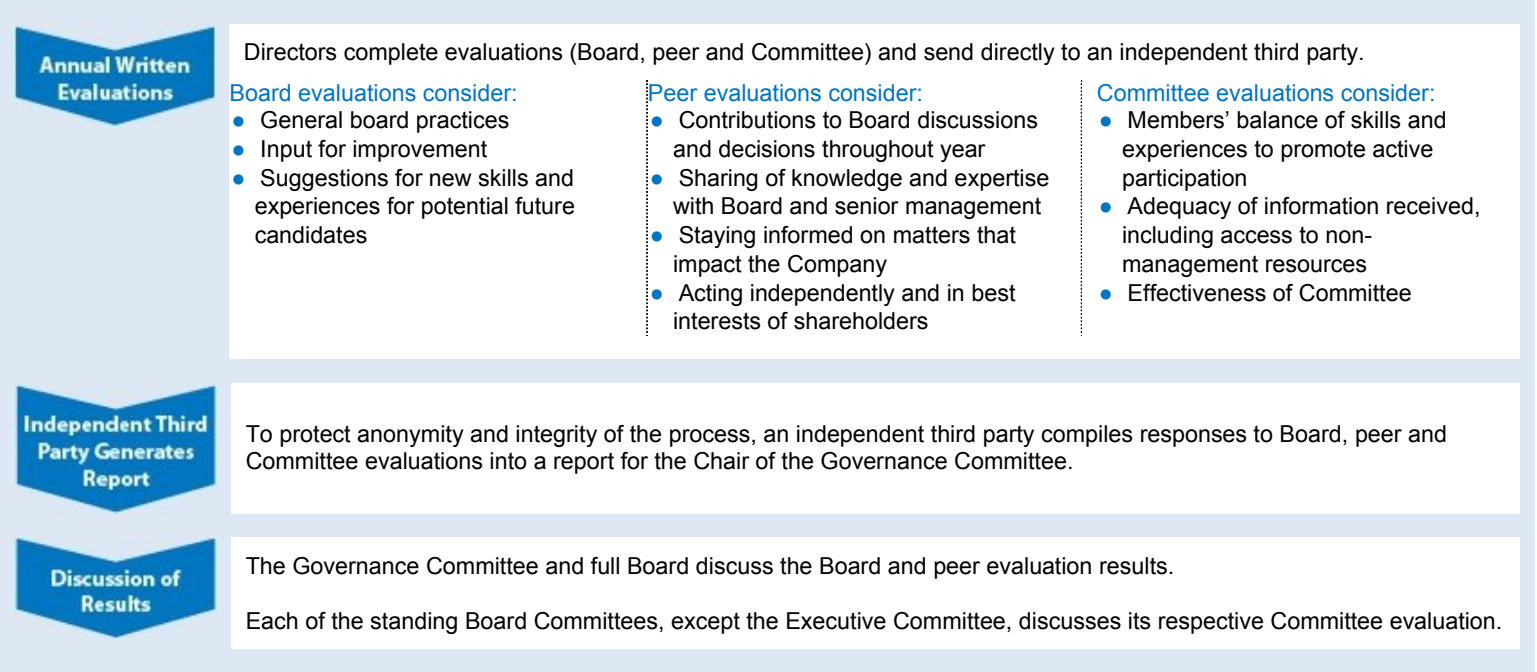 Annual Written
Evaluations
Directors complete evaluations (Board, peer and Committee) and send directly to an independent third party.
Board evaluations consider:
● General board practices
● Input for improvement
● Suggestions for new skills and
experiences for potential future
candidates
Peer evaluations consider:
● Contributions to Board discussions
and decisions throughout year
● Sharing of knowledge and expertise
with Board and senior management
● Staying informed on matters that
impact the Company
● Acting independently and in best
interests of shareholders
Committee evaluations consider:
● Members’ balance of skills and
experiences to promote active
participation
● Adequacy of information received,
including access to non-
management resources
● Effectiveness of Committee
Independent Third
Party Generates
Report
To protect anonymity and integrity of the process, an independent third party compiles responses to Board, peer and
Committee evaluations into a report for the Chair of the Governance Committee.
Discussion of
Results
The Governance Committee and full Board discuss the Board and peer evaluation results.
Each of the standing Board Committees, except the Executive Committee, discusses its respective Committee evaluation.